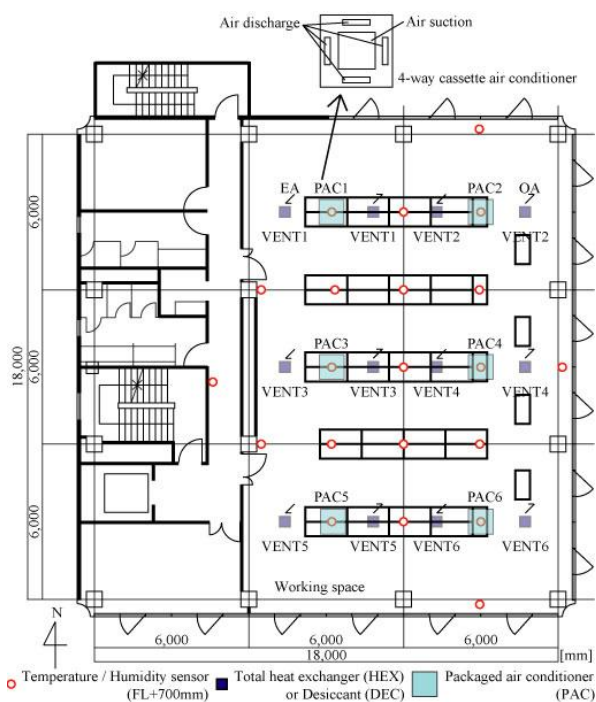 Air discharge
Air suction
4-way cassette air conditioner
EA PAC1 PAC2 OA
VENT1 VENT1 VENT2 VENT2
6,000
PAC3 PAC4
18,000
6,000
VENT3 VENT3 VENT4 VENT4
PAC5 PAC6
6,000
VENT5 VENT5 VENT6 VENT6
Working space
N
6,000 6,000 6,000
18,000 [mm]
Temperature / Humidity sensor
(FL+700mm)
Total heat exchanger (HEX)
or Desiccant (DEC)
Packaged air conditioner
(PAC)